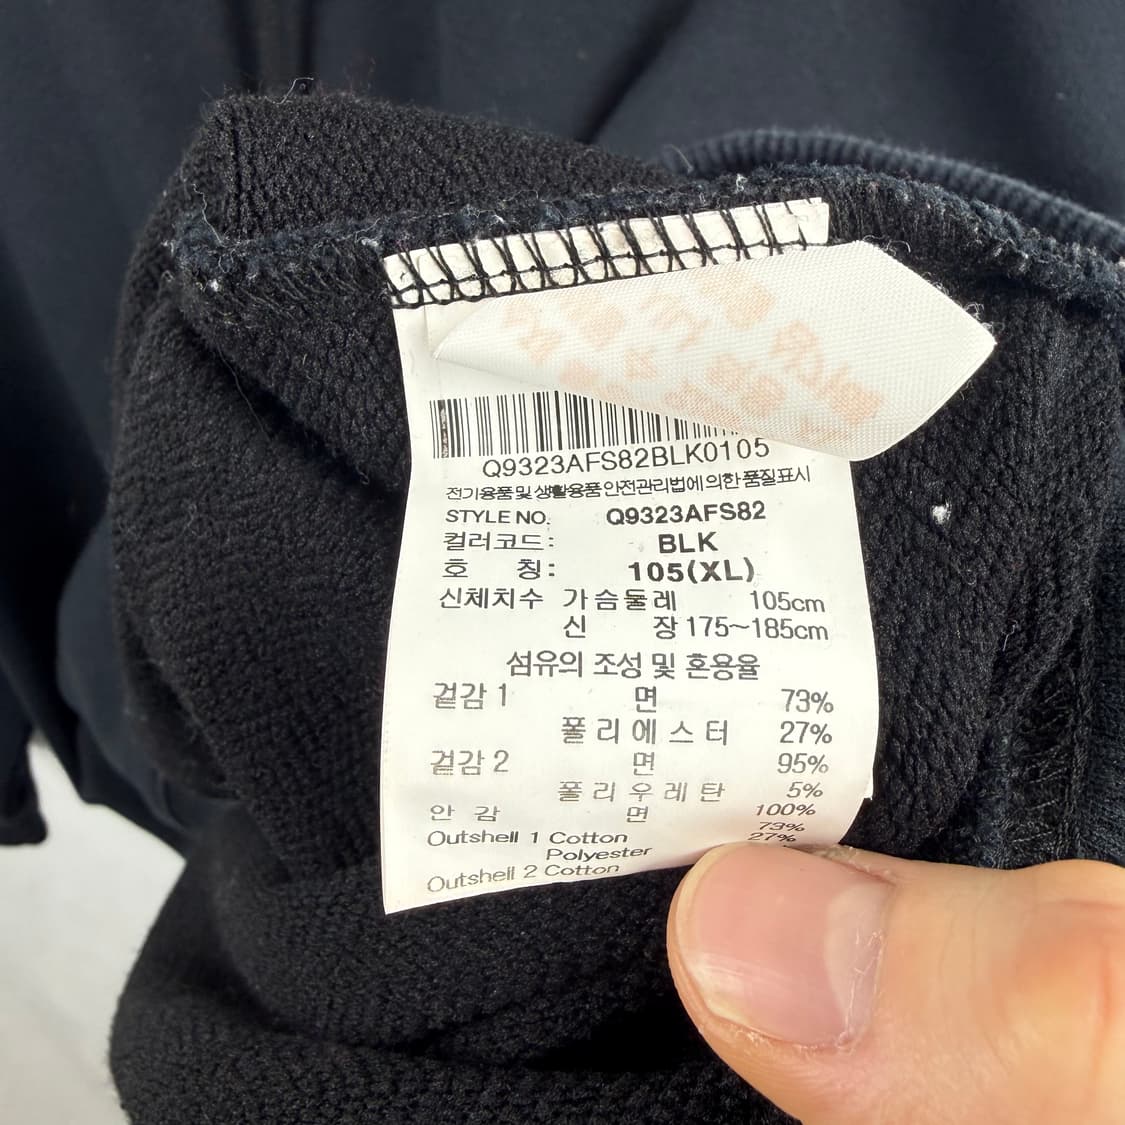 Q9323AFS82BLK0105
전기용품 및 생활용품 안전관리법에 의한 품질표시
STYLE NO. Q9323AFS82
컬러코드: BLK
호 칭: 105(XL)
신체치수 가슴둘레 105cm
신 장 175~185cm
섬유의 조성 및 혼용율
겉감 1 면 73%
폴리에스터 27%
겉감 2 면 95%
폴리우레탄 5%
안 감 면 100%
Outshell 1 Cotton 73%
Polyester 27%
Outshell 2 Cotton